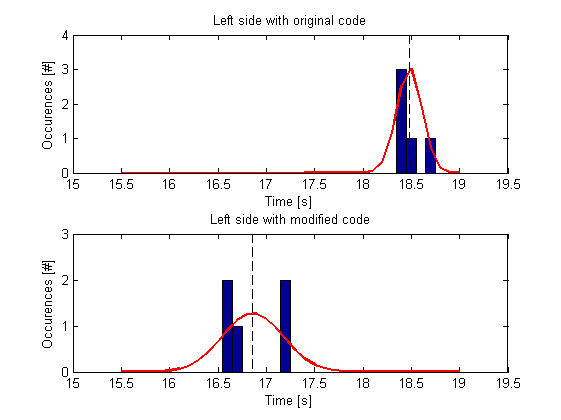 Left side with original code
4
3
2
1
0
Occurences [#]
15 15.5 16 16.5 17 17.5 18 18.5 19 19.5
Time [s]
Left side with modified code
3
2
1
0
Occurences [#]
15 15.5 16 16.5 17 17.5 18 18.5 19 19.5
Time [s]